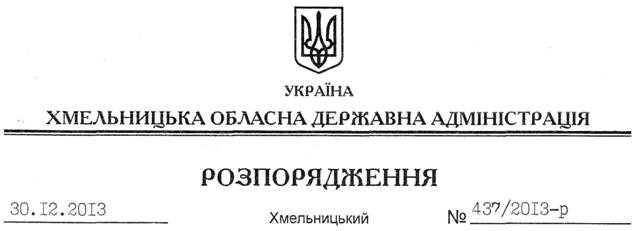 УКРАЇНА
ХМЕЛЬНИЦЬКА ОБЛАСНА ДЕРЖАВНА АДМІНІСТРАЦІЯ
РОЗПОРЯДЖЕННЯ
30.12.2013 Хмельницький № 437/2013-р